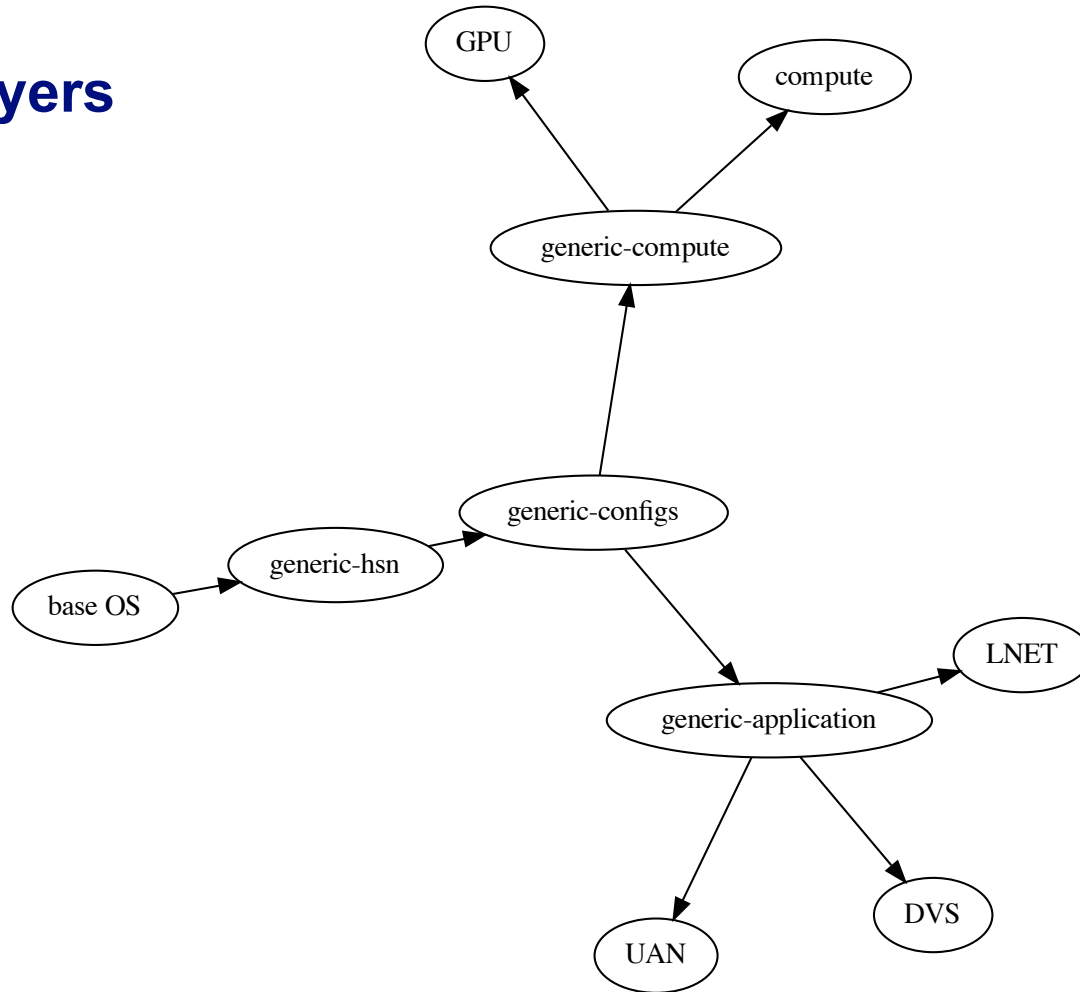 GPU
compute
yers
generic-compute
generic-configs
generic-hsn
base OS
LNET
generic-application
DVS
UAN